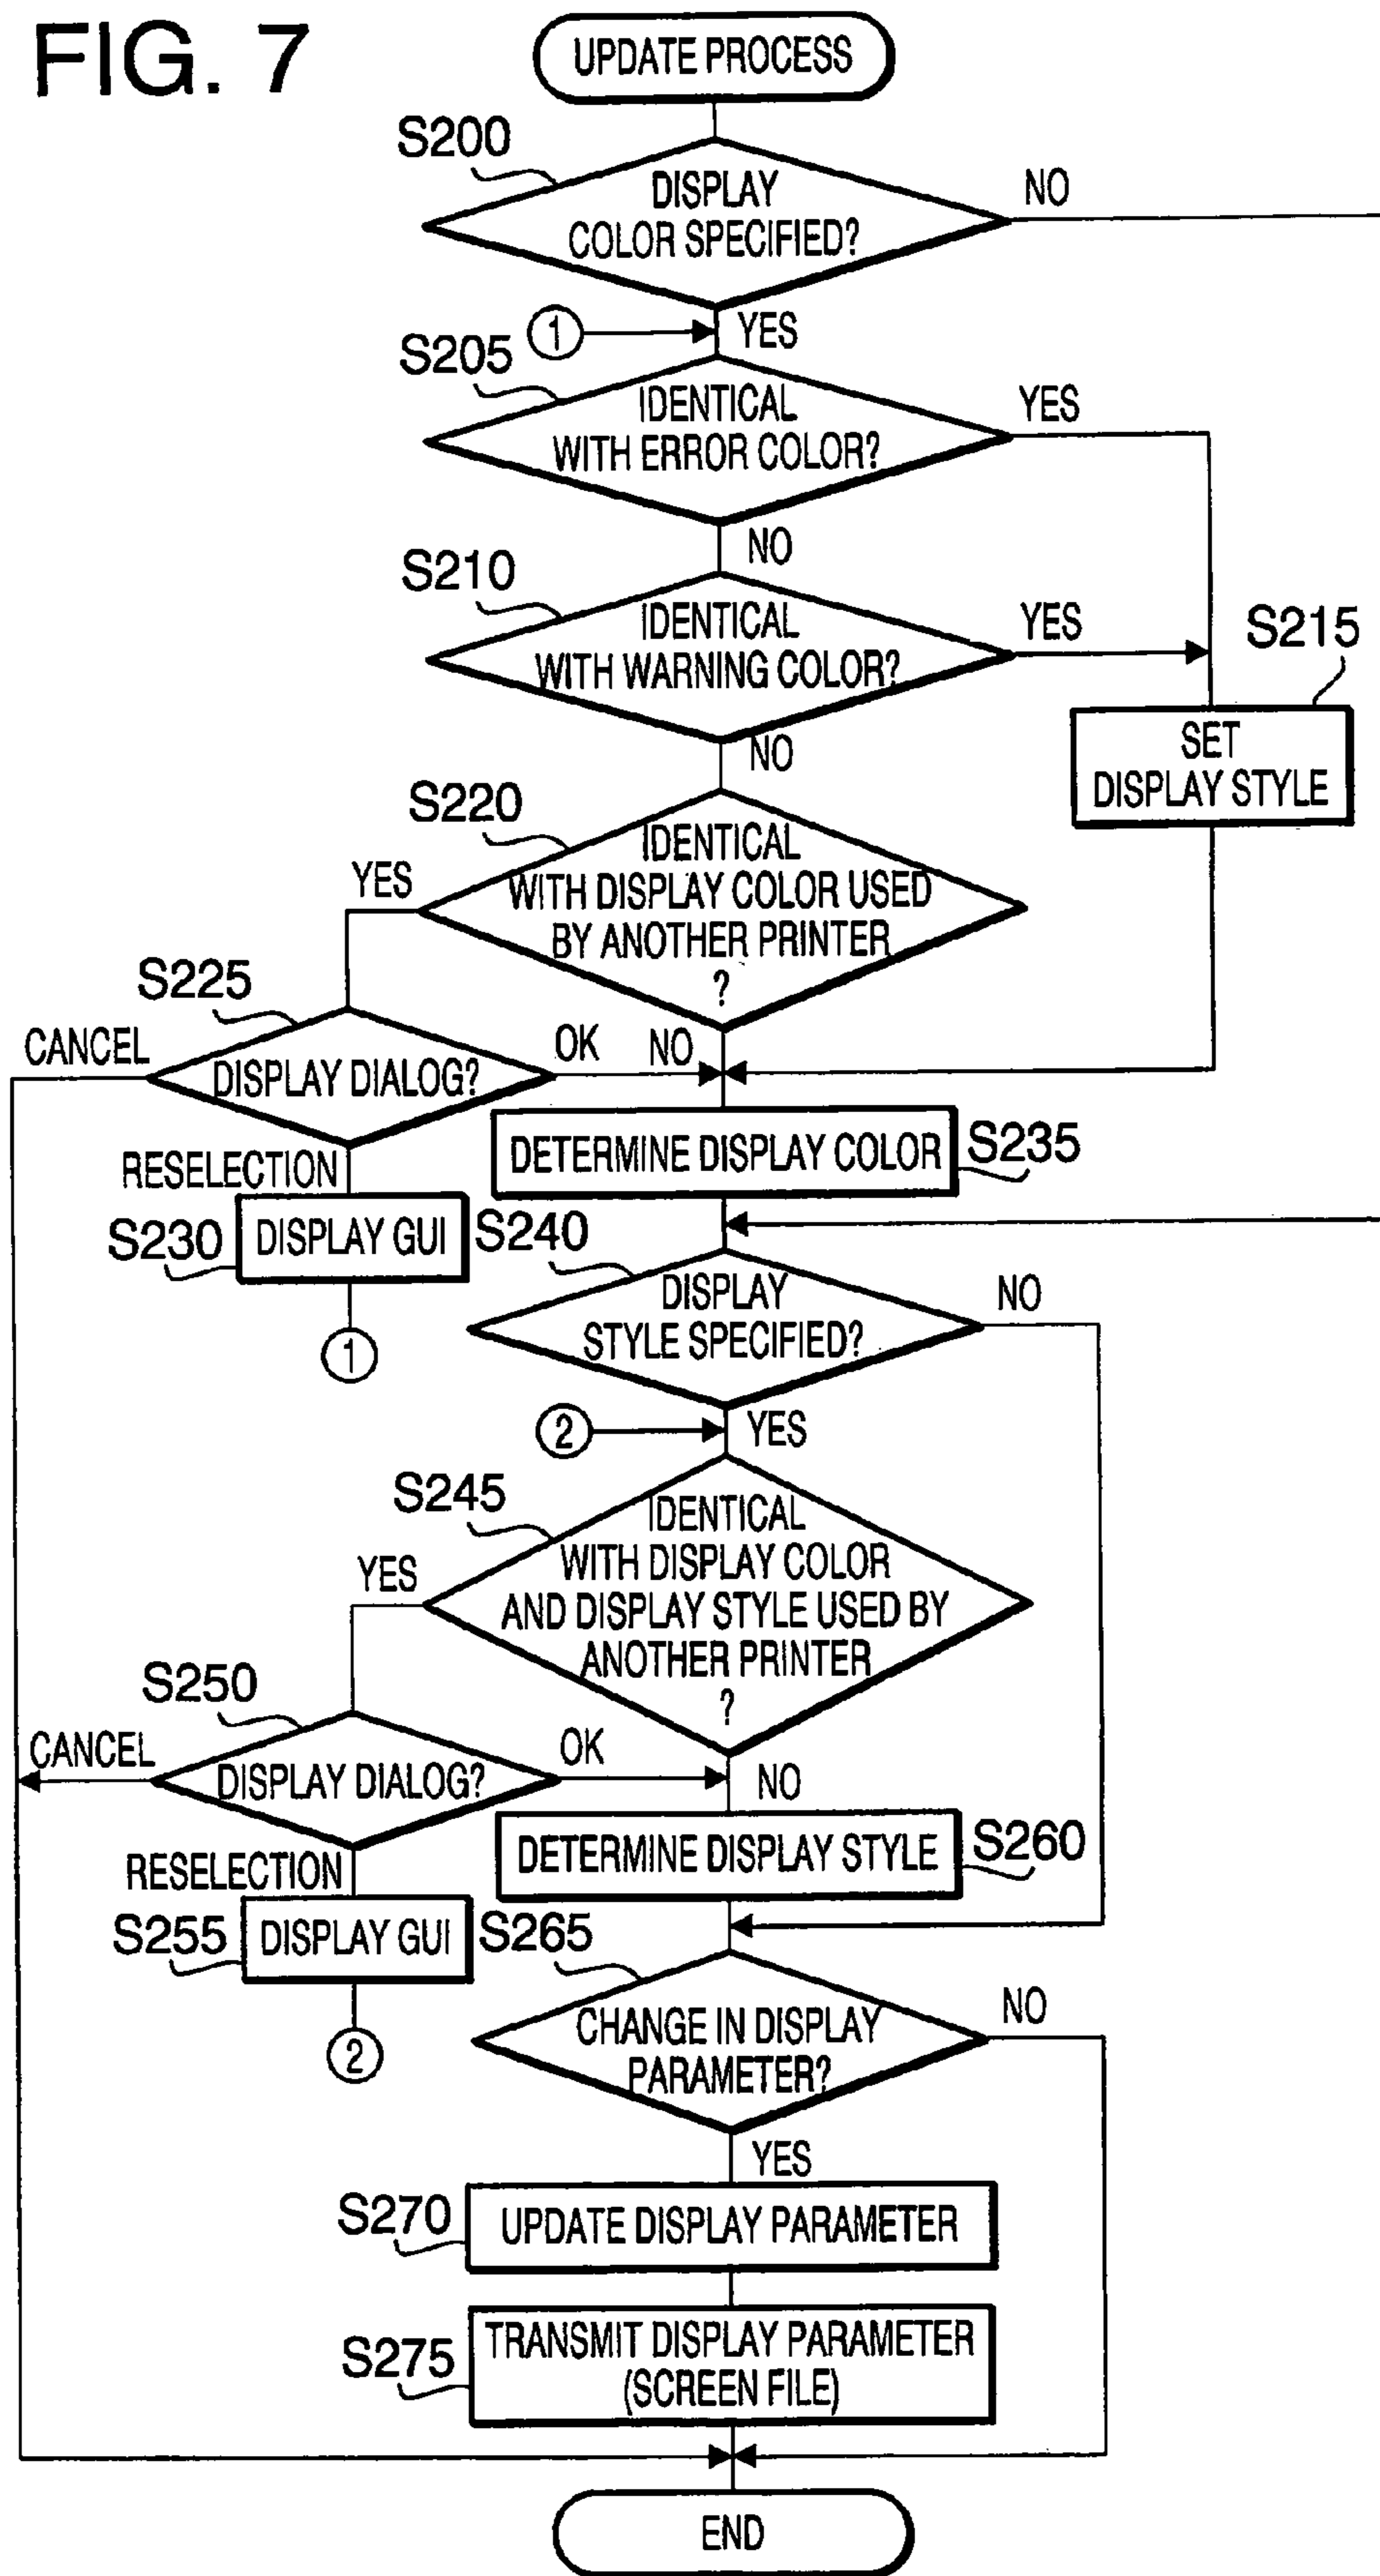 FIG. 7
UPDATE PROCESS
S200
DISPLAY
COLOR SPECIFIED?
NO
1
YES
S205
IDENTICAL
WITH ERROR COLOR?
YES
NO
S210
IDENTICAL
WITH WARNING COLOR?
YES
S215
SET
DISPLAY STYLE
NO
S220
IDENTICAL
WITH DISPLAY COLOR USED
BY ANOTHER PRINTER
?
YES
S225
CANCEL
DISPLAY DIALOG?
OK
NO
RESELECTION
DETERMINE DISPLAY COLOR
S235
S230
DISPLAY GUI
1
S240
DISPLAY
STYLE SPECIFIED?
NO
2
YES
S245
IDENTICAL
WITH DISPLAY COLOR
AND DISPLAY STYLE USED BY
ANOTHER PRINTER
?
YES
S250
CANCEL
DISPLAY DIALOG?
OK
NO
RESELECTION
DETERMINE DISPLAY STYLE
S260
S255
DISPLAY GUI
2
S265
CHANGE IN DISPLAY
PARAMETER?
NO
YES
S270
UPDATE DISPLAY PARAMETER
S275
TRANSMIT DISPLAY PARAMETER
(SCREEN FILE)
END